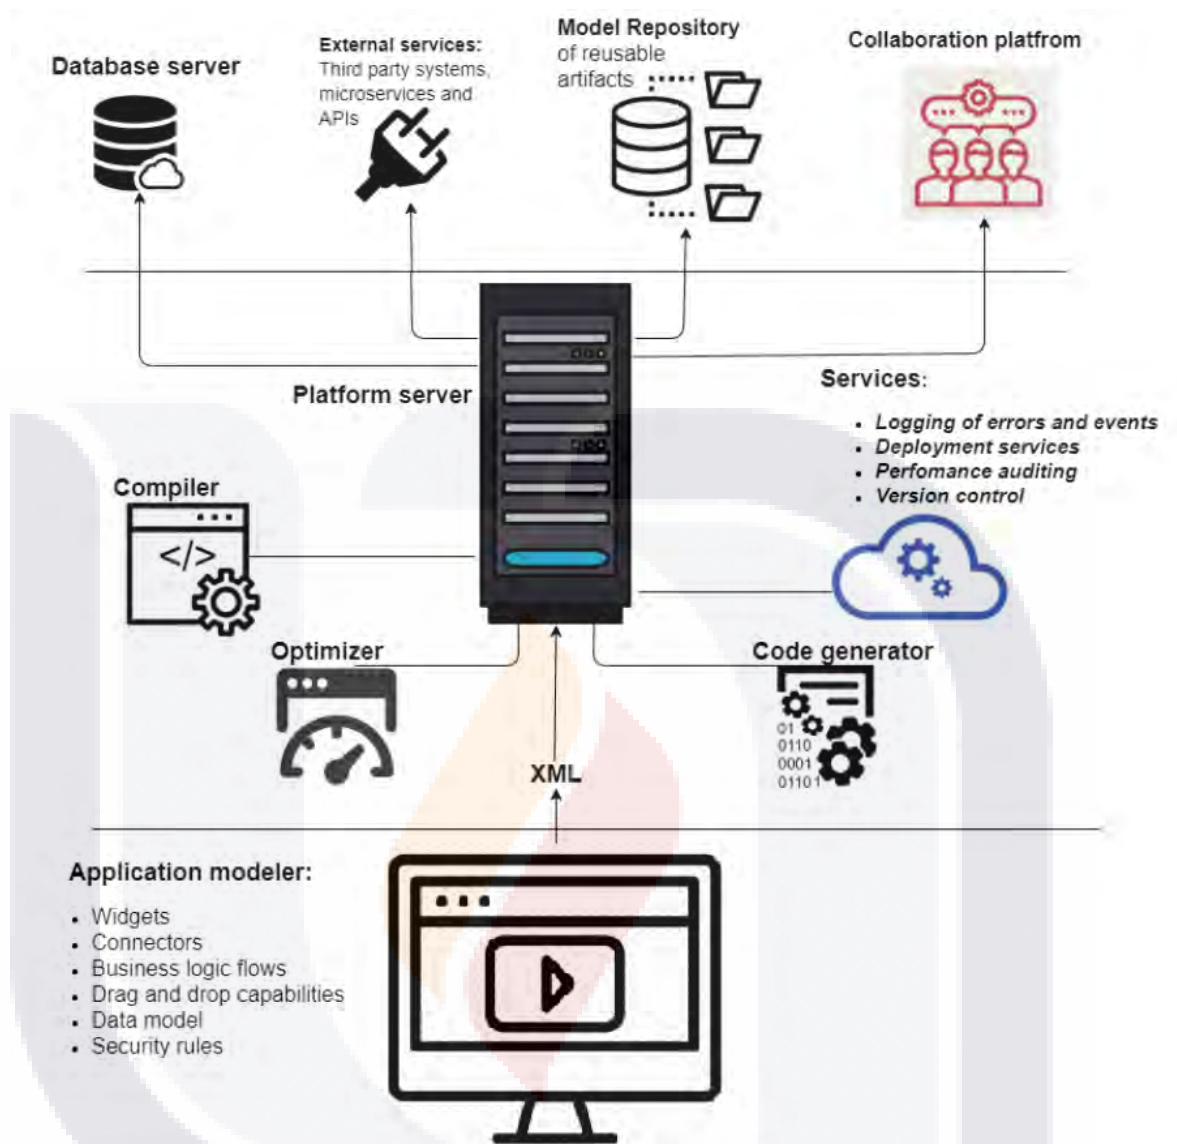 Database server
External services:
Third party systems,
microservices and
APIs
Model Repository
of reusable
artifacts
Collaboration platfrom
Platform server
Services:
• Logging of errors and events
• Deployment services
• Perfomance auditing
• Version control
Compiler
</>
Optimizer
Code generator
01
0110
0001
01101
XML
Application modeler:
• Widgets
• Connectors
• Business logic flows
• Drag and drop capabilities
• Data model
• Security rules